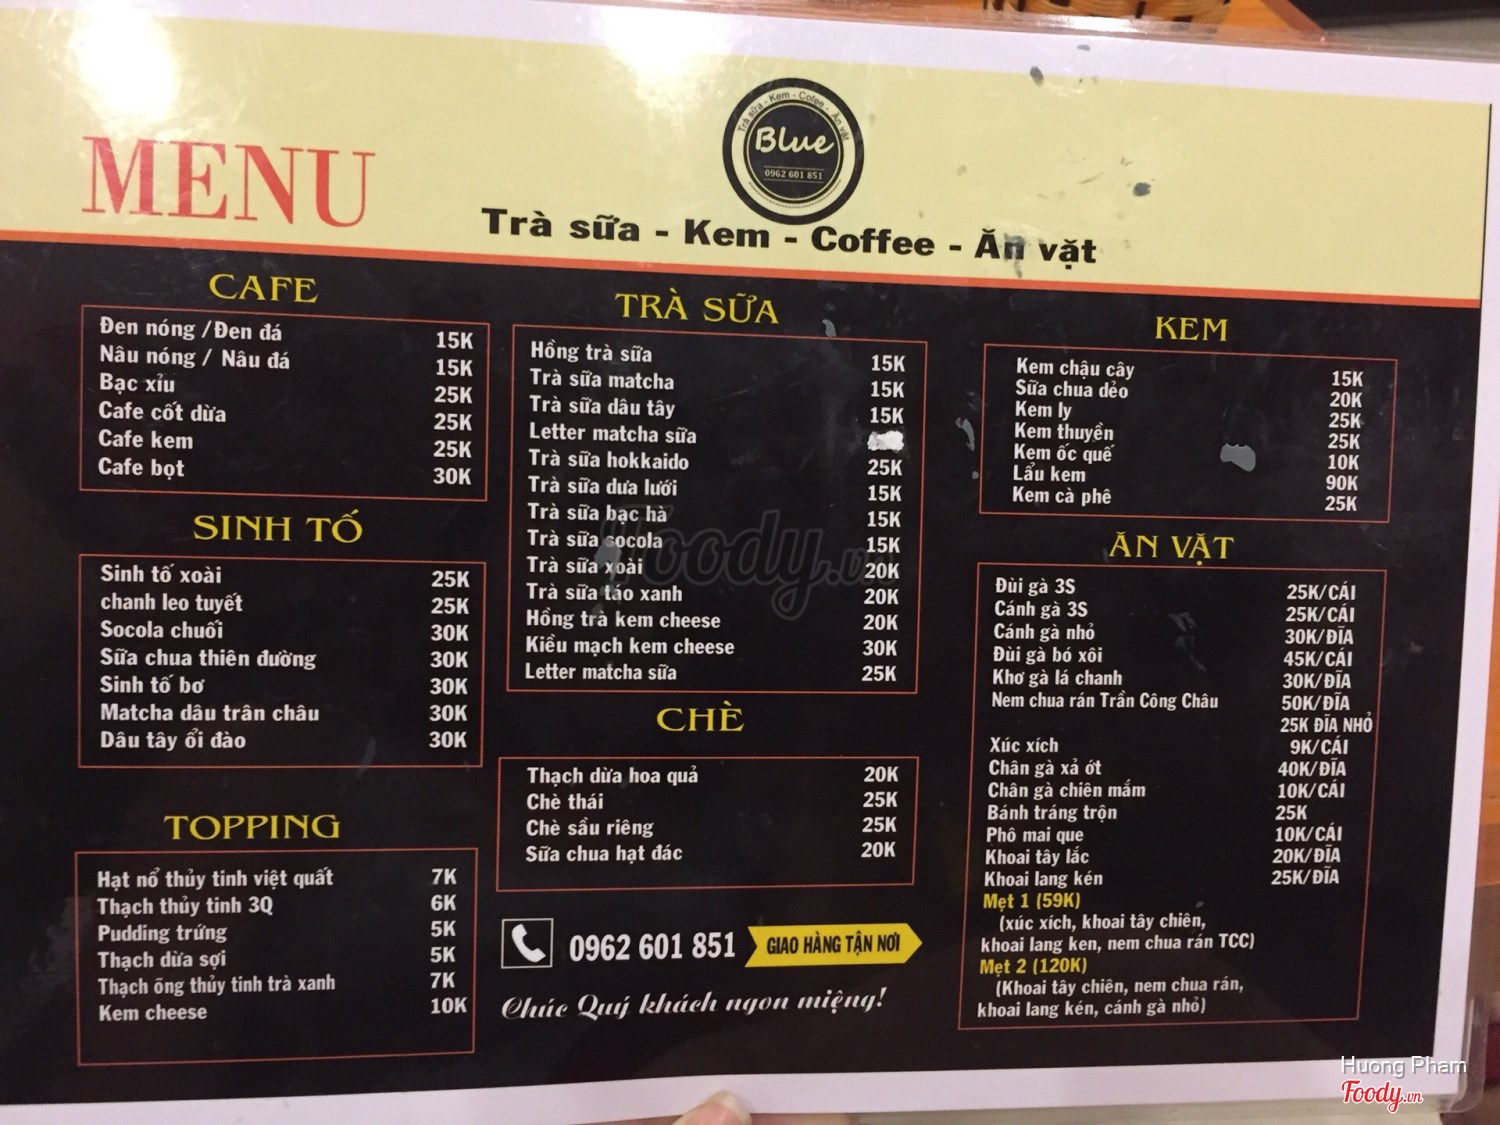 MENU
Trà sữa - Kem - Cofee - Ăn vặt
Blue
0962 601 851
Trà sữa - Kem - Coffee - Ăn vặt
CAFE
Đen nóng /Đen đá 15K
Nâu nóng / Nâu đá 15K
Bạc xỉu 25K
Cafe cốt dừa 25K
Cafe kem 25K
Cafe bọt 30K
SINH TỐ
Sinh tố xoài 25K
chanh leo tuyết 25K
Socola chuối 30K
Sữa chua thiên đường 30K
Sinh tố bơ 30K
Matcha dâu trân châu 30K
Dâu tây ổi đào 30K
TOPPING
Hạt nổ thủy tinh việt quất 7K
Thạch thủy tinh 3Q 6K
Pudding trứng 5K
Thạch dừa sợi 5K
Thạch õng thủy tinh trà xanh 7K
Kem cheese 10K
TRÀ SỮA
Hồng trà sữa 15K
Trà sữa matcha 15K
Trà sữa dâu tây 15K
Letter matcha sữa
Trà sữa hokkaido 25K
Trà sữa dưa lưới 15K
Trà sữa bạc hà 15K
Trà sữa socola 15K
Trà sữa xoài 20K
Trà sữa táo xanh 20K
Hồng trà kem cheese 20K
Kiều mạch kem cheese 30K
Letter matcha sữa 25K
CHÈ
Thạch dừa hoa quả 20K
Chè thái 25K
Chè sầu riêng 25K
Sữa chua hạt đác 20K
0962 601 851 GIAO HÀNG TẬN NƠI
Chúc Quý khách ngon miệng!
KEM
Kem chậu cây 15K
Sữa chua dẻo 20K
Kem ly 25K
Kem thuyền 25K
Kem ốc quế 10K
Lẩu kem 90K
Kem cà phê 25K
ĂN VẶT
Đùi gà 3S 25K/CÁI
Cánh gà 3S 25K/CÁI
Cánh gà nhỏ 30K/ĐĨA
Đùi gà bó xôi 45K/CÁI
Khơ gà lá chanh 30K/ĐĨA
Nem chua rán Trần Công Châu 50K/ĐĨA
25K ĐĨA NHỎ
Xúc xích 9K/CÁI
Chân gà xả ớt 40K/ĐĨA
Chân gà chiên mắm 10K/CÁI
Bánh tráng trộn 25K
Phô mai que 10K/CÁI
Khoai tây lắc 20K/ĐĨA
Khoai lang kén 25K/ĐĨA
Mẹt 1 (59K)
(xúc xích, khoai tây chiên,
khoai lang ken, nem chua rán TCC)
Mẹt 2 (120K)
(Khoai tây chiên, nem chua rán,
khoai lang kén, cánh gà nhỏ)
Foody.vn
Huong Pham
Foody.vn